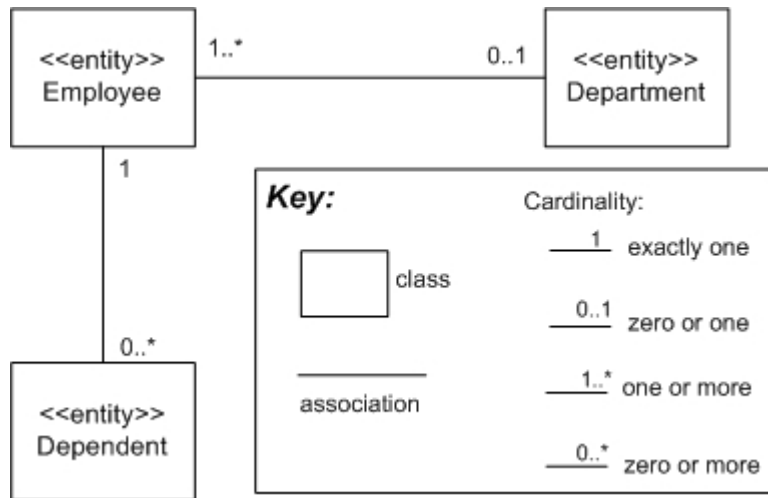 <<entity>>
Employee
1..*
0..1
<<entity>>
Department
1
0..*
<<entity>>
Dependent
Key:
class
association
Cardinality:
1 exactly one
0..1 zero or one
1..* one or more
0..* zero or more